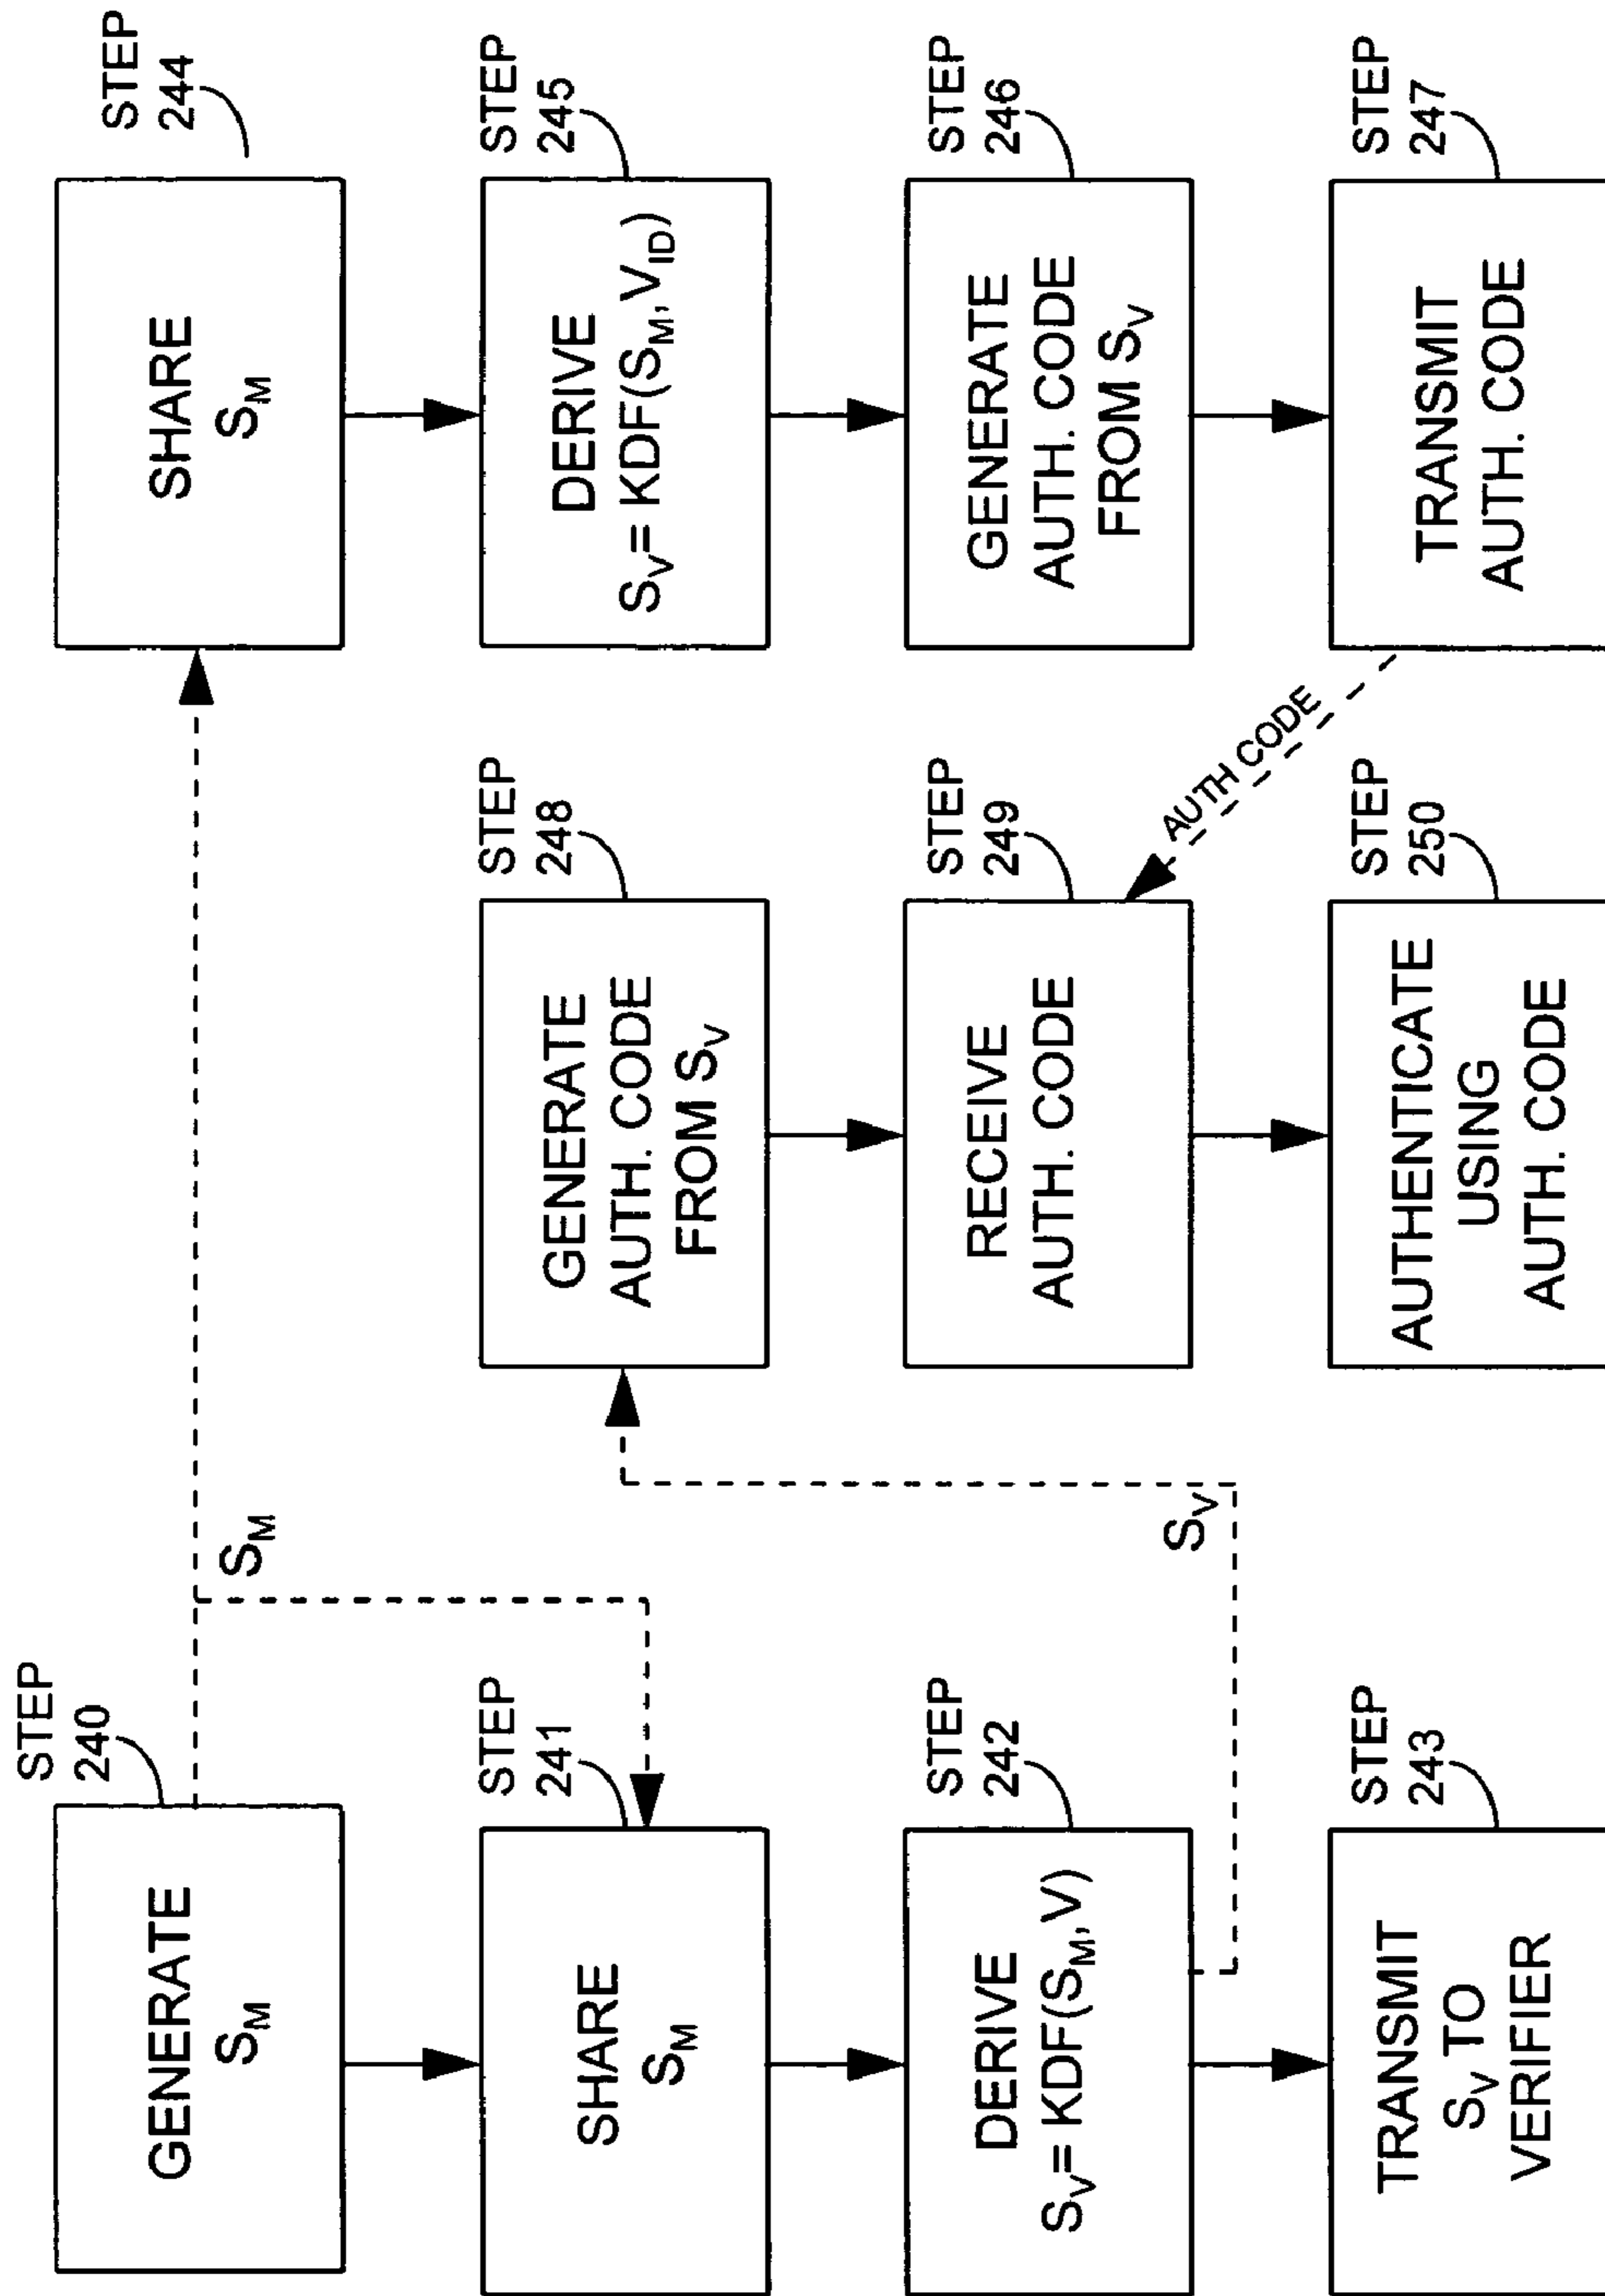 STEP
240
GENERATE
S_M
S_M
STEP
241
SHARE
S_M
STEP
242
DERIVE
S_V= KDF(S_M, V)
S_V
STEP
243
TRANSMIT
S_V TO
VERIFIER
STEP
248
GENERATE
AUTH. CODE
FROM S_V
STEP
249
RECEIVE
AUTH. CODE
AUTH CODE
STEP
250
AUTHENTICATE
USING
AUTH. CODE
STEP
244
SHARE
S_M
STEP
245
DERIVE
S_V= KDF(S_M, V_ID)
STEP
246
GENERATE
AUTH. CODE
FROM S_V
STEP
247
TRANSMIT
AUTH. CODE